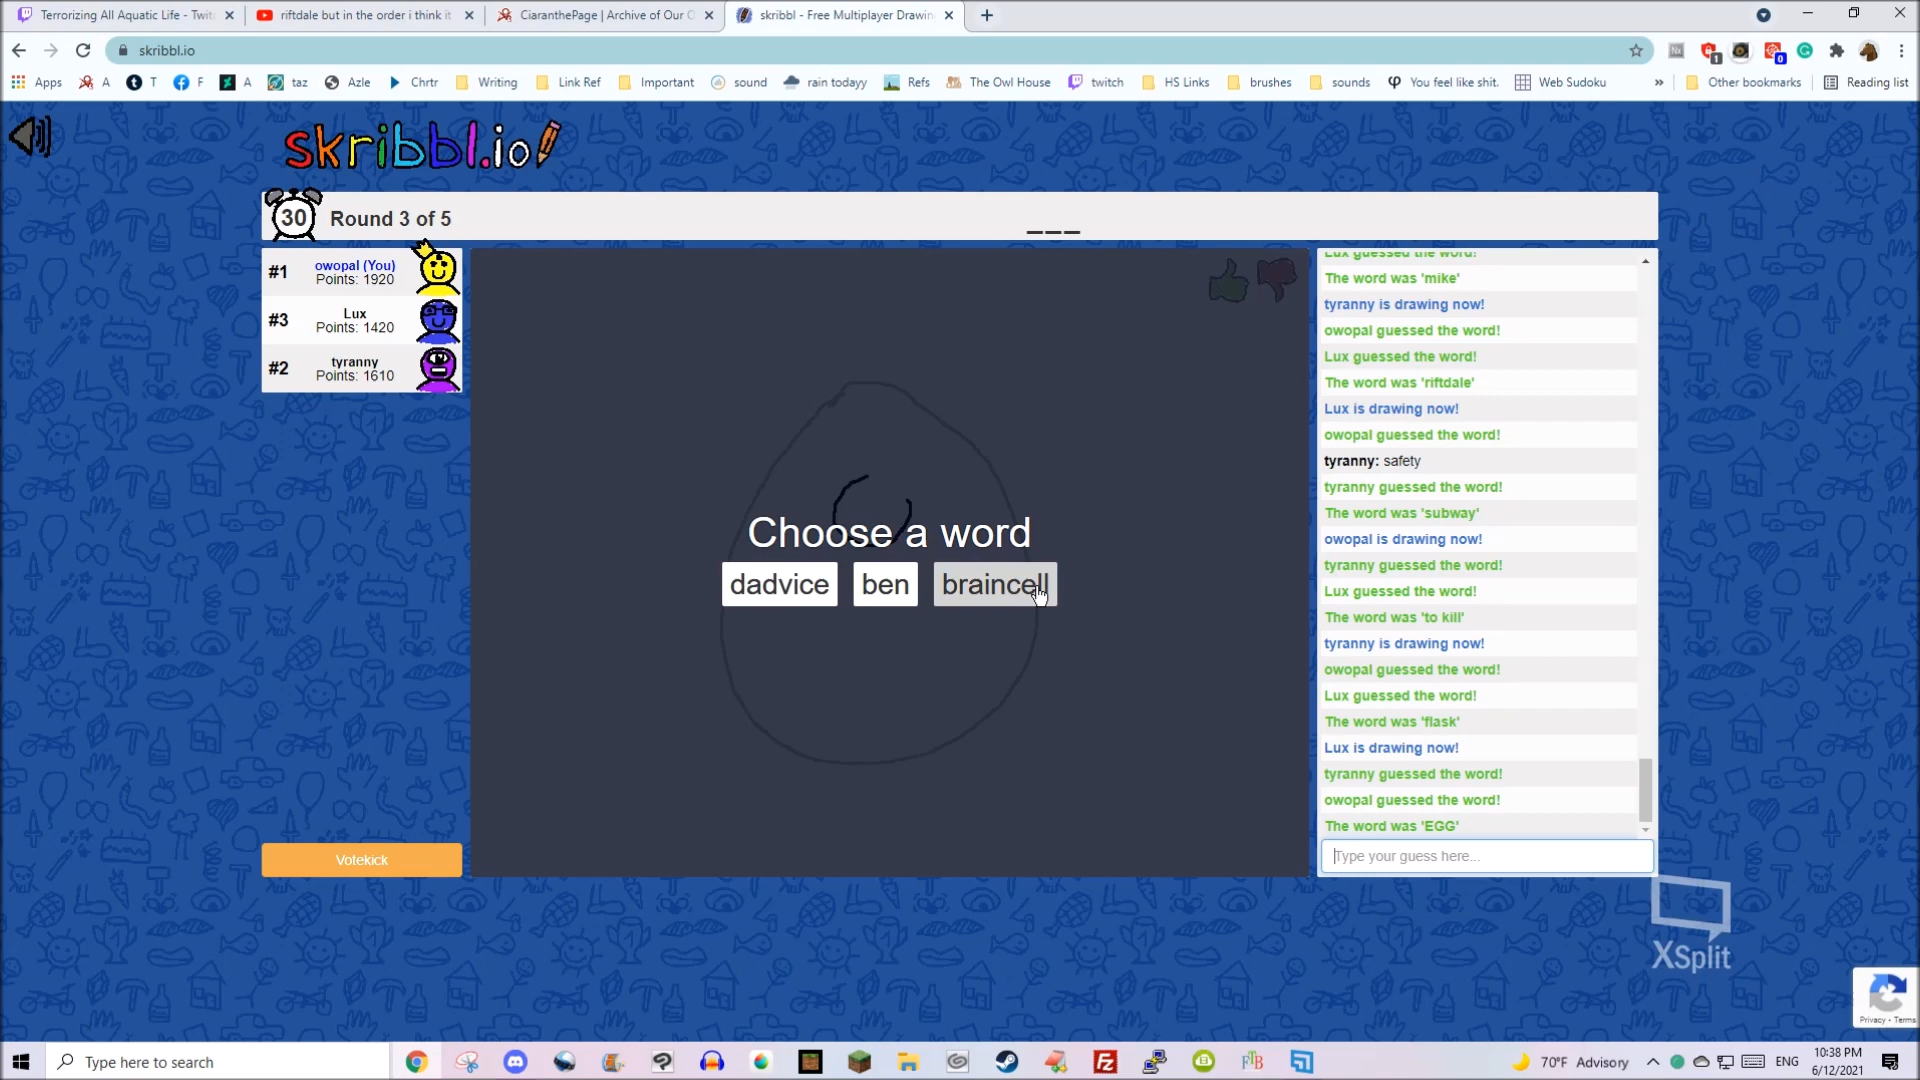 Terrorizing All Aquatic Life - Twit
riftdale but in the order i think it
CiaranthePage | Archive of Our O
skribbl - Free Multiplayer Drawin
skribbl.io
Apps
A
T
F
A
taz
Azle
Chrtr
Writing
Link Ref
Important
sound
rain todayy
Refs
The Owl House
twitch
HS Links
brushes
sounds
You feel like shit.
Web Sudoku
»
Other bookmarks
Reading list
skribbl.io
30
Round 3 of 5
_ _ _
#1
owopal (You)
Points: 1920
#3
Lux
Points: 1420
#2
tyranny
Points: 1610
Votekick
Choose a word
dadvice
ben
braincell
Lux guessed the word!
The word was 'mike'
tyranny is drawing now!
owopal guessed the word!
Lux guessed the word!
The word was 'riftdale'
Lux is drawing now!
owopal guessed the word!
tyranny: safety
tyranny guessed the word!
The word was 'subway'
owopal is drawing now!
tyranny guessed the word!
Lux guessed the word!
The word was 'to kill'
tyranny is drawing now!
owopal guessed the word!
Lux guessed the word!
The word was 'flask'
Lux is drawing now!
tyranny guessed the word!
owopal guessed the word!
The word was 'EGG'
Type your guess here...
XSplit
Privacy - Terms
Type here to search
70°F Advisory
ENG
10:38 PM
6/12/2021